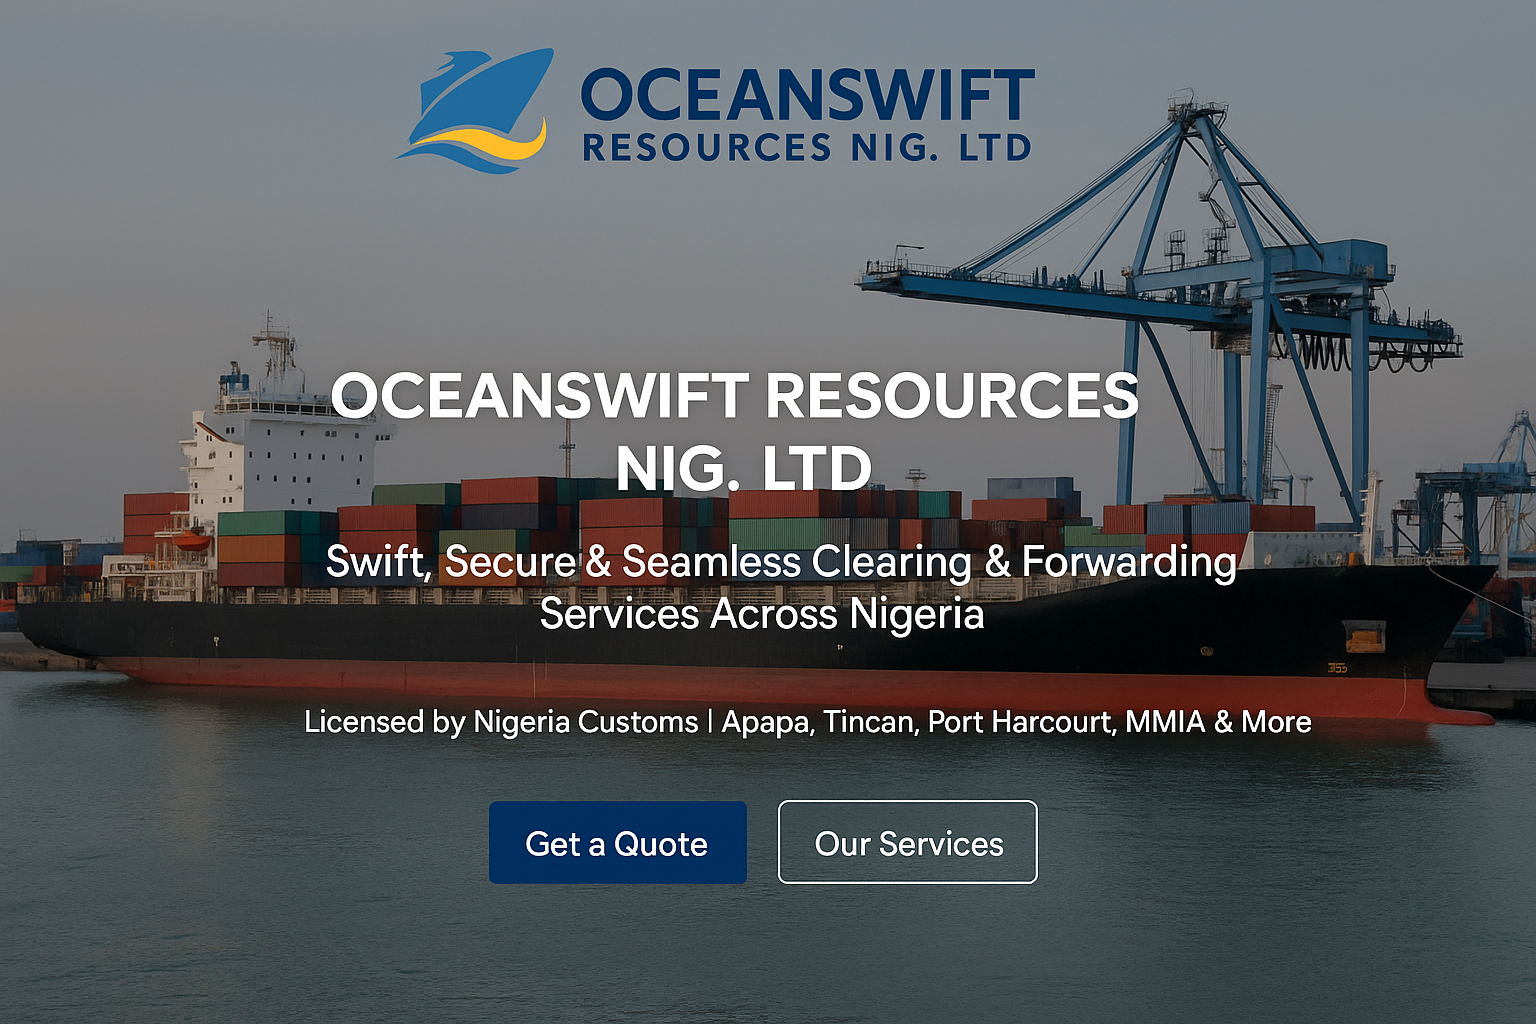 OCEANSWIFT
RESOURCES NIG. LTD
OCEANSWIFT RESOURCES
NIG. LTD
Swift, Secure & Seamless Clearing & Forwarding
Services Across Nigeria
Licensed by Nigeria Customs | Apapa, Tincan, Port Harcourt, MMIA & More
Get a Quote
Our Services